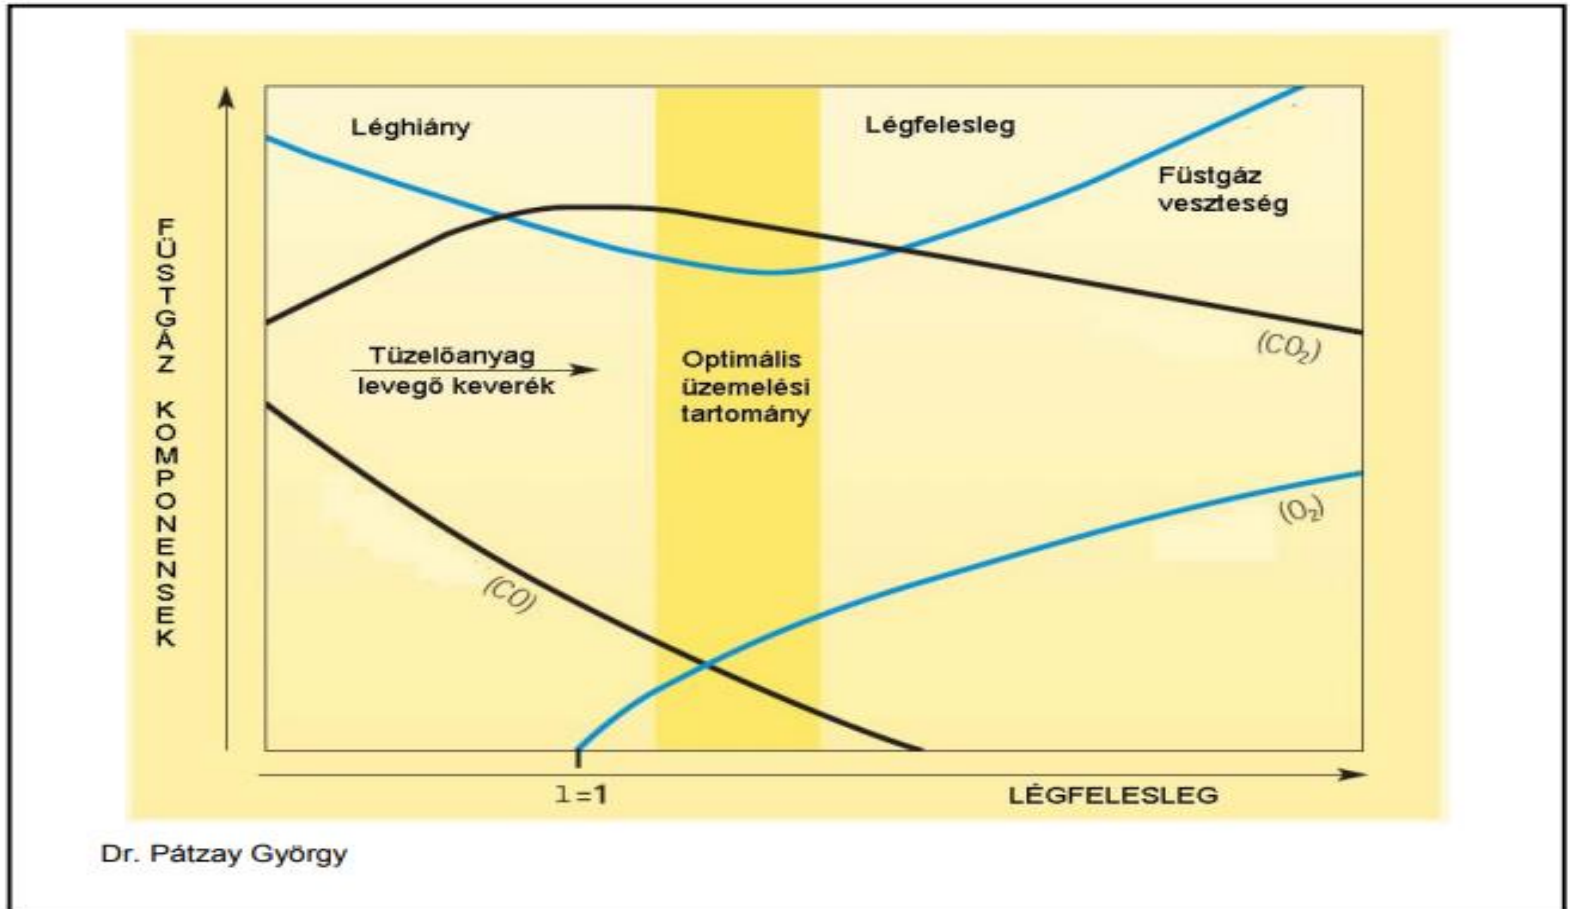 Léghiány
Légfelesleg
Füstgáz
veszteség
FÜSTGÁZ KOMPONENSEK
Tüzelőanyag
levegő keverék
Optimális
üzemelési
tartomány
(CO₂)
(O₂)
(CO)
l=1
LÉGFELESLEG
Dr. Pátzay György